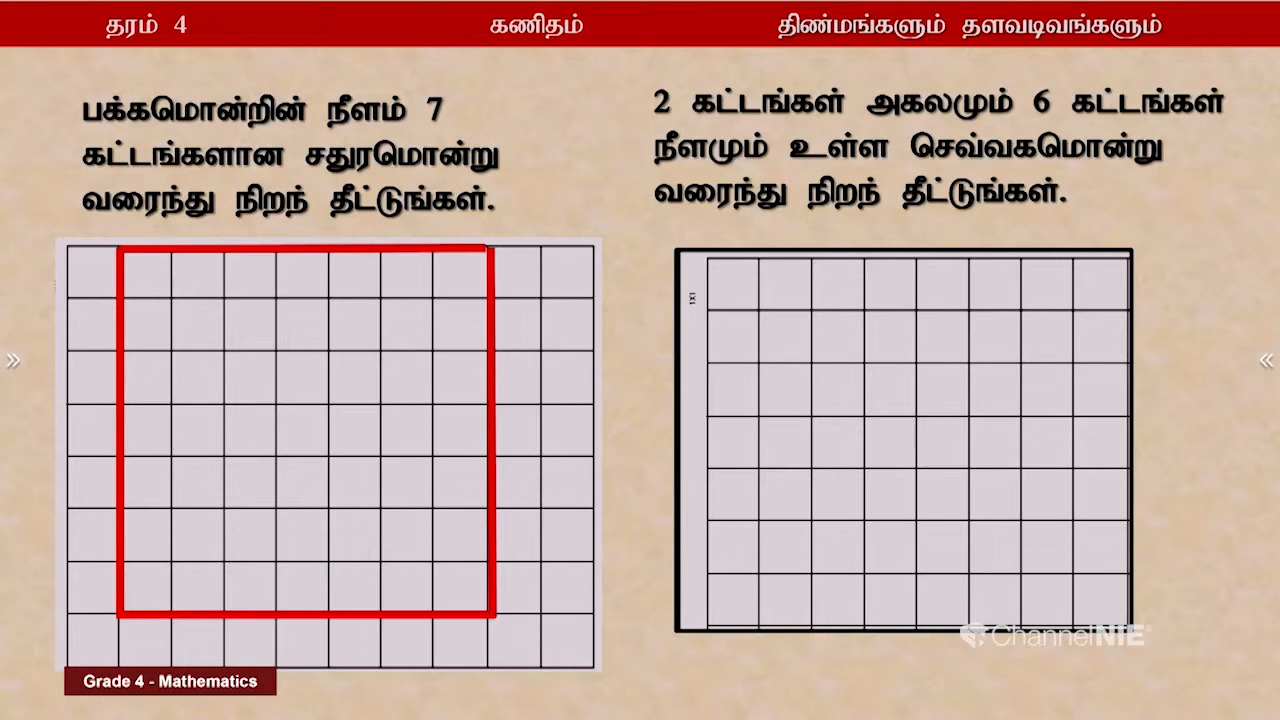 தரம் 4 கணிதம் திண்மங்களும் தளவடிவங்களும்
பக்கமொன்றின் நீளம் 7
கட்டங்களான சதுரமொன்று
வரைந்து நிறந் தீட்டுங்கள்.
2 கட்டங்கள் அகலமும் 6 கட்டங்கள்
நீளமும் உள்ள செவ்வகமொன்று
வரைந்து நிறந் தீட்டுங்கள்.
1X1
ChannelNIE
Grade 4 - Mathematics